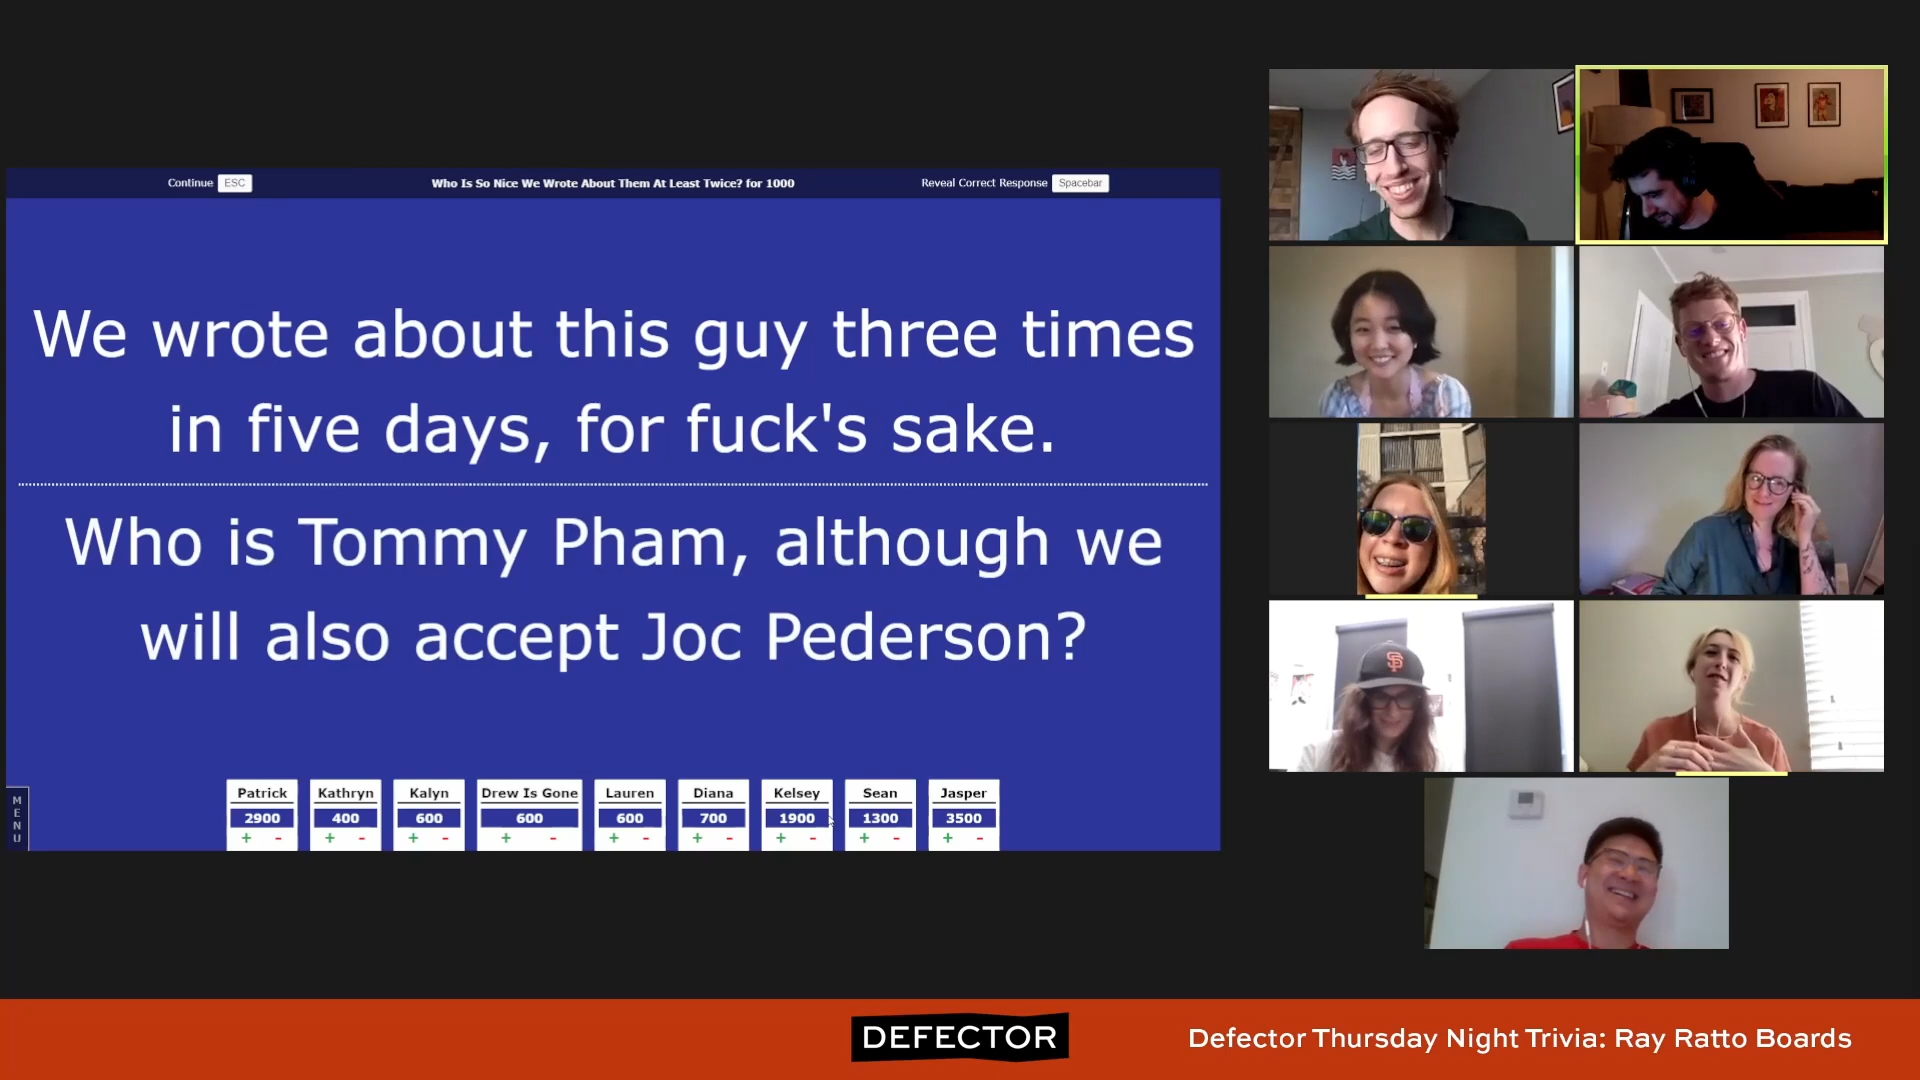 Continue ESC
Who Is So Nice We Wrote About Them At Least Twice? for 1000
Reveal Correct Response Spacebar
We wrote about this guy three times
in five days, for fuck's sake.
Who is Tommy Pham, although we
will also accept Joc Pederson?
MENU
Patrick Kathryn Kalyn Drew Is Gone Lauren Diana Kelsey Sean Jasper
2900 400 600 600 600 700 1900 1300 3500
+ - + - + - + - + - + - + - + - + -
SF
DEFECTOR
Defector Thursday Night Trivia: Ray Ratto Boards